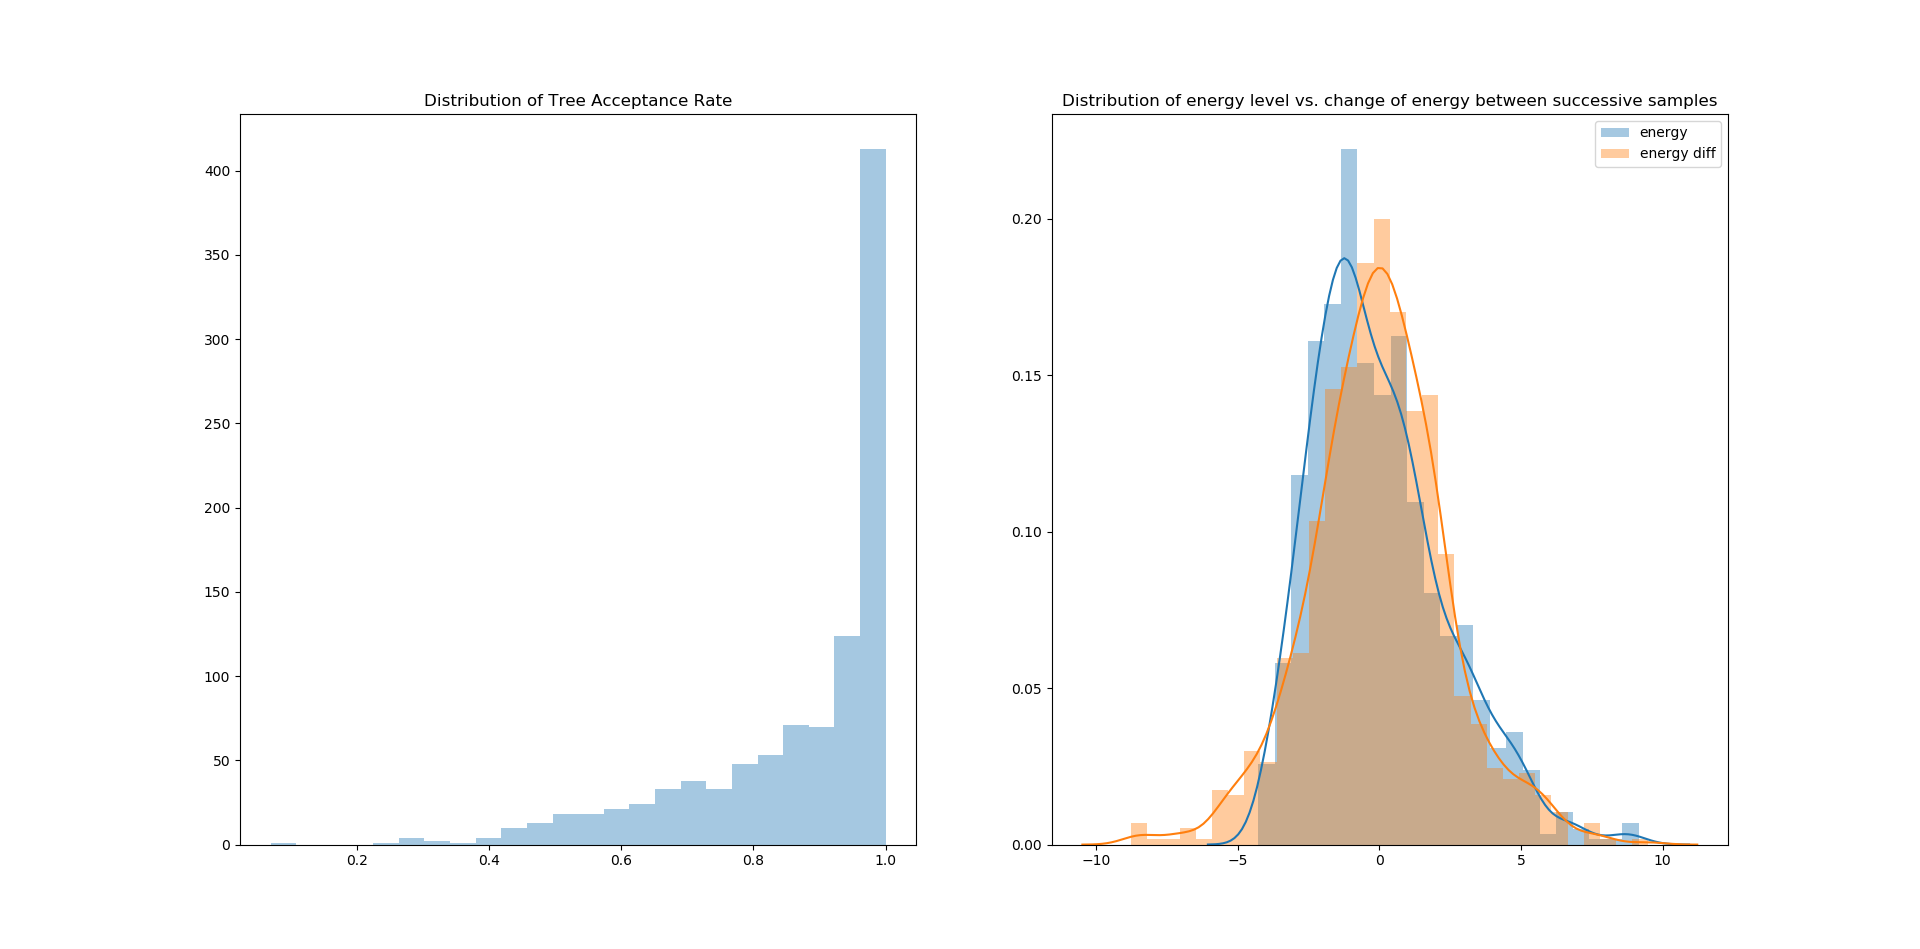 Distribution of Tree Acceptance Rate
400
350
300
250
200
150
100
50
0
0.2 0.4 0.6 0.8 1.0
Distribution of energy level vs. change of energy between successive samples
energy
energy diff
0.20
0.15
0.10
0.05
0.00
−10 −5 0 5 10